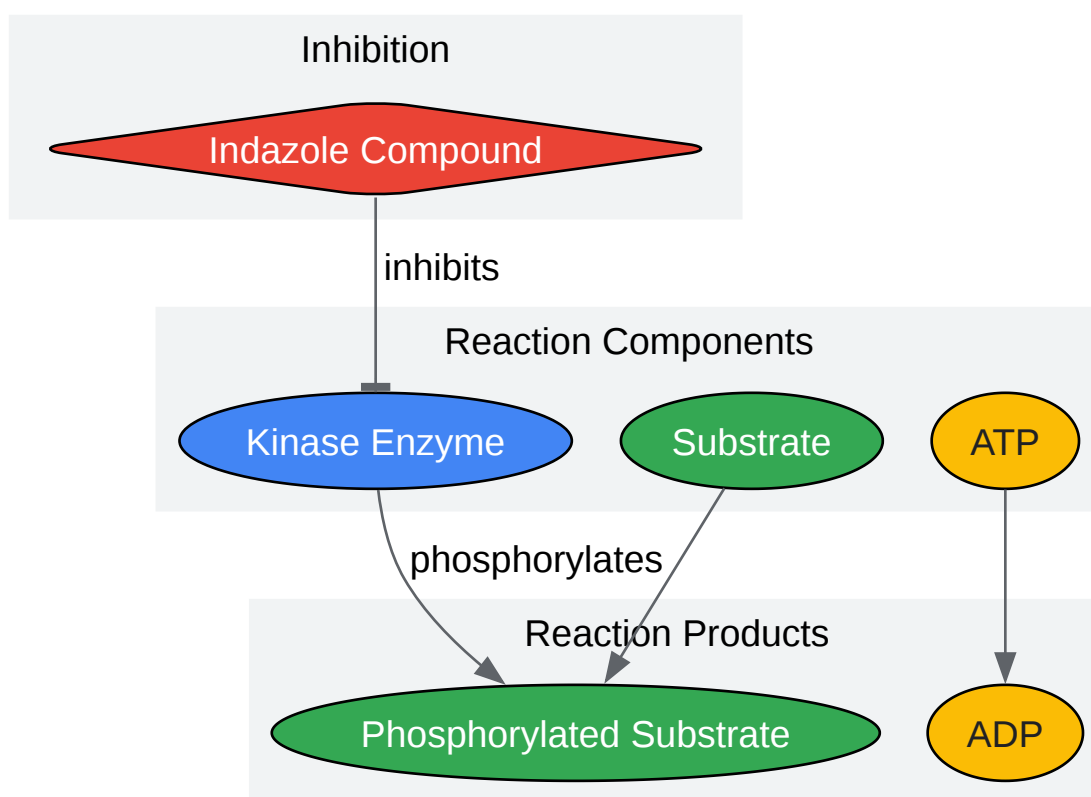 Inhibition
Indazole Compound
inhibits
Reaction Components
Kinase Enzyme
Substrate
ATP
phosphorylates
Reaction Products
Phosphorylated Substrate
ADP